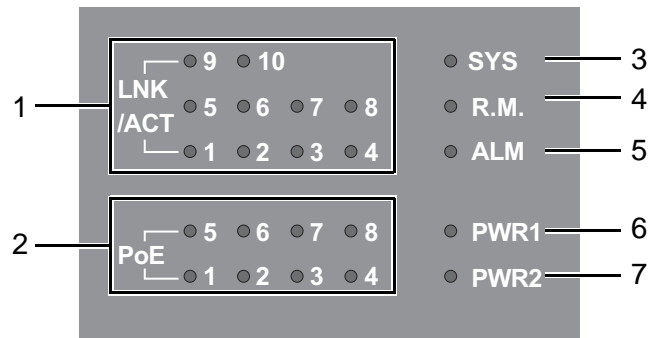 9 10 SYS 3
LNK
1 /ACT 5 6 7 8 R.M. 4
1 2 3 4 ALM 5
5 6 7 8 PWR1 6
2 PoE
1 2 3 4 PWR2 7